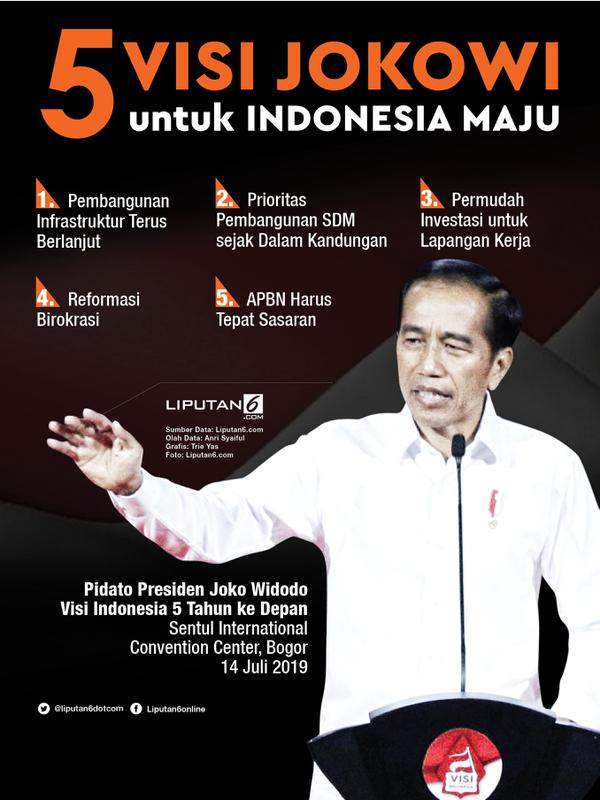 5 VISI JOKOWI
untuk INDONESIA MAJU
1. Pembangunan
Infrastruktur Terus
Berlanjut
2. Prioritas
Pembangunan SDM
sejak Dalam Kandungan
3. Permudah
Investasi untuk
Lapangan Kerja
4. Reformasi
Birokrasi
5. APBN Harus
Tepat Sasaran
LIPUTAN6
.COM
Sumber Data: Liputan6.com
Olah Data: Anri Syaiful
Grafis: Trie Yas
Foto: Liputan6.com
Pidato Presiden Joko Widodo
Visi Indonesia 5 Tahun ke Depan
Sentul International
Convention Center, Bogor
14 Juli 2019
@liputan6dotcom
Liputan6online
VISI
INDONESIA